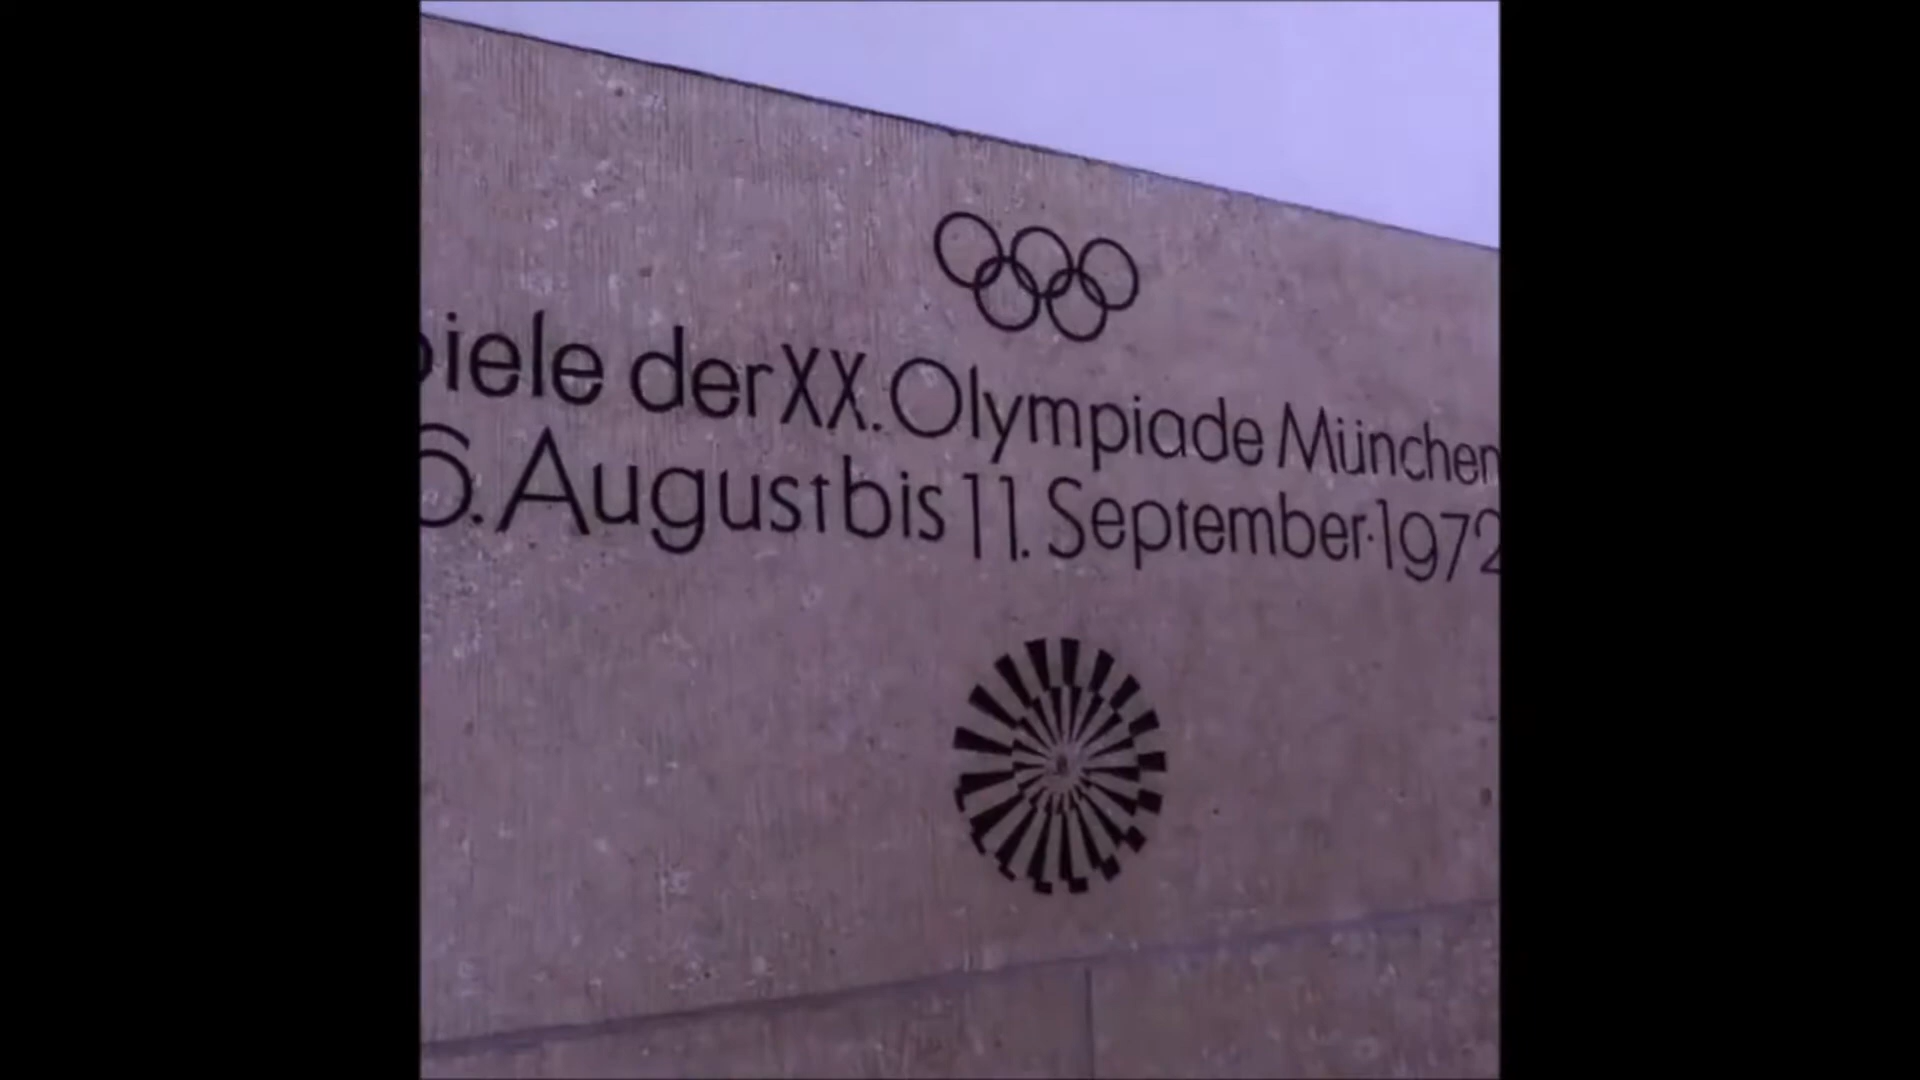 piele der XX. Olympiade München
6. August bis 11. September·1972